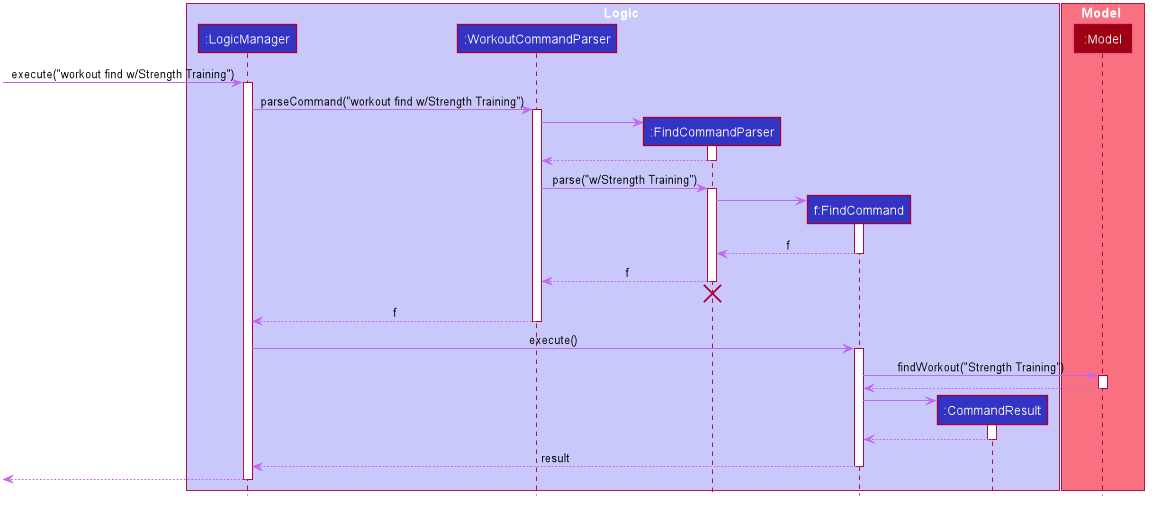 Logic
Model
:LogicManager
:WorkoutCommandParser
:Model
execute("workout find w/Strength Training")
parseCommand("workout find w/Strength Training")
:FindCommandParser
parse("w/Strength Training")
f:FindCommand
f
f
f
execute()
findWorkout("Strength Training")
:CommandResult
result